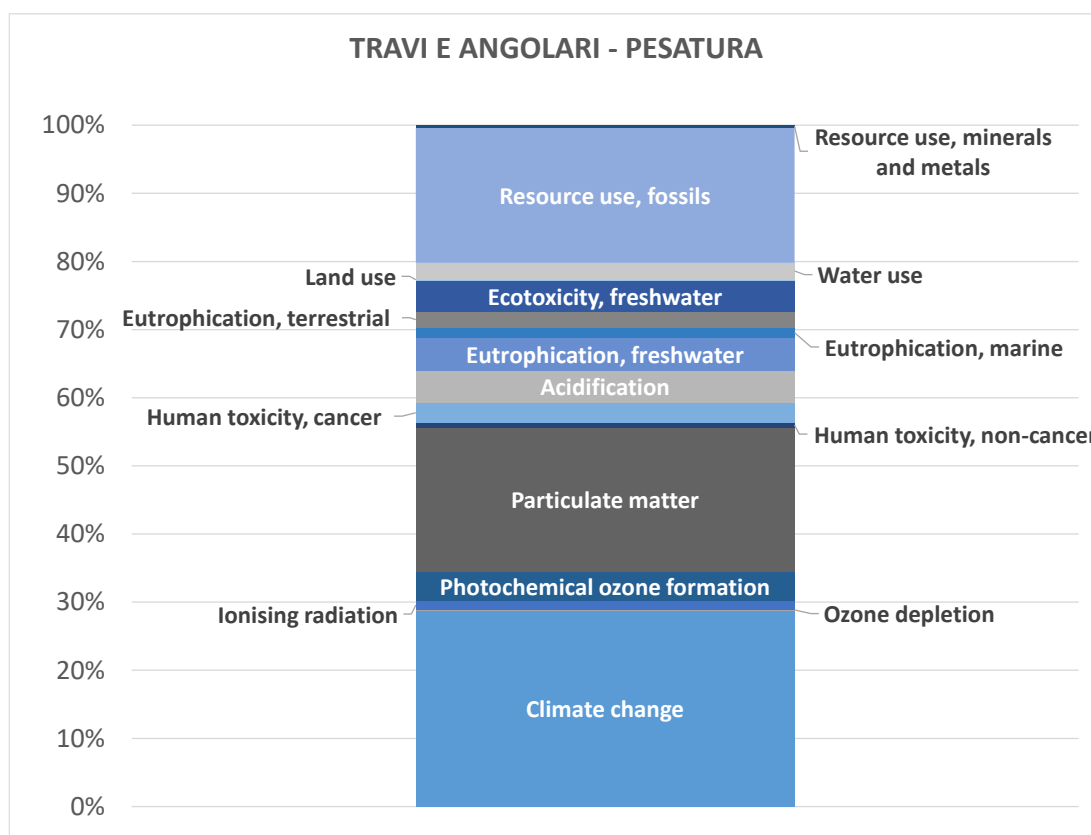 TRAVI E ANGOLARI - PESATURA
100%
90%
80%
70%
60%
50%
40%
30%
20%
10%
0%
Resource use, minerals
and metals
Resource use, fossils
Land use
Water use
Ecotoxicity, freshwater
Eutrophication, terrestrial
Eutrophication, marine
Eutrophication, freshwater
Acidification
Human toxicity, cancer
Human toxicity, non-cancer
Particulate matter
Photochemical ozone formation
Ionising radiation
Ozone depletion
Climate change